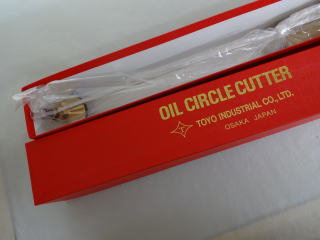 OIL CIRCLE CUTTER
TOYO INDUSTRIAL CO., LTD.
OSAKA JAPAN